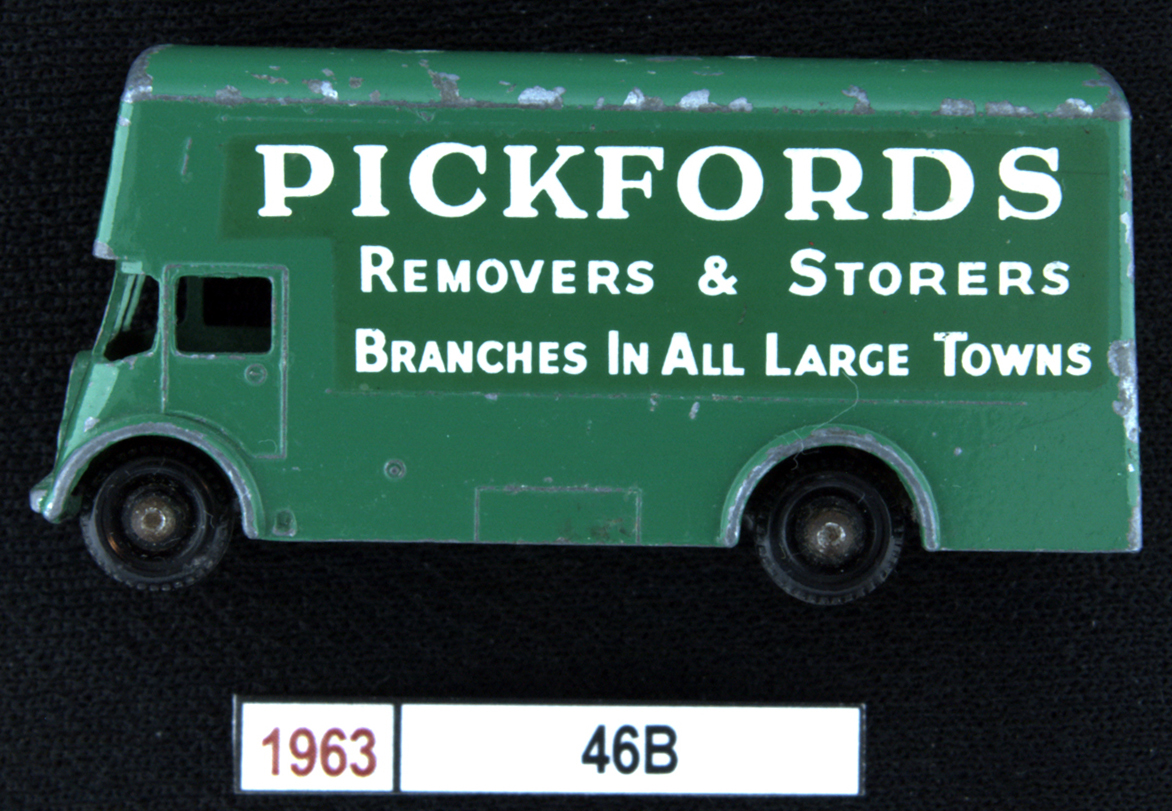 PICKFORDS
REMOVERS & STORERS
BRANCHES IN ALL LARGE TOWNS
1963 46B